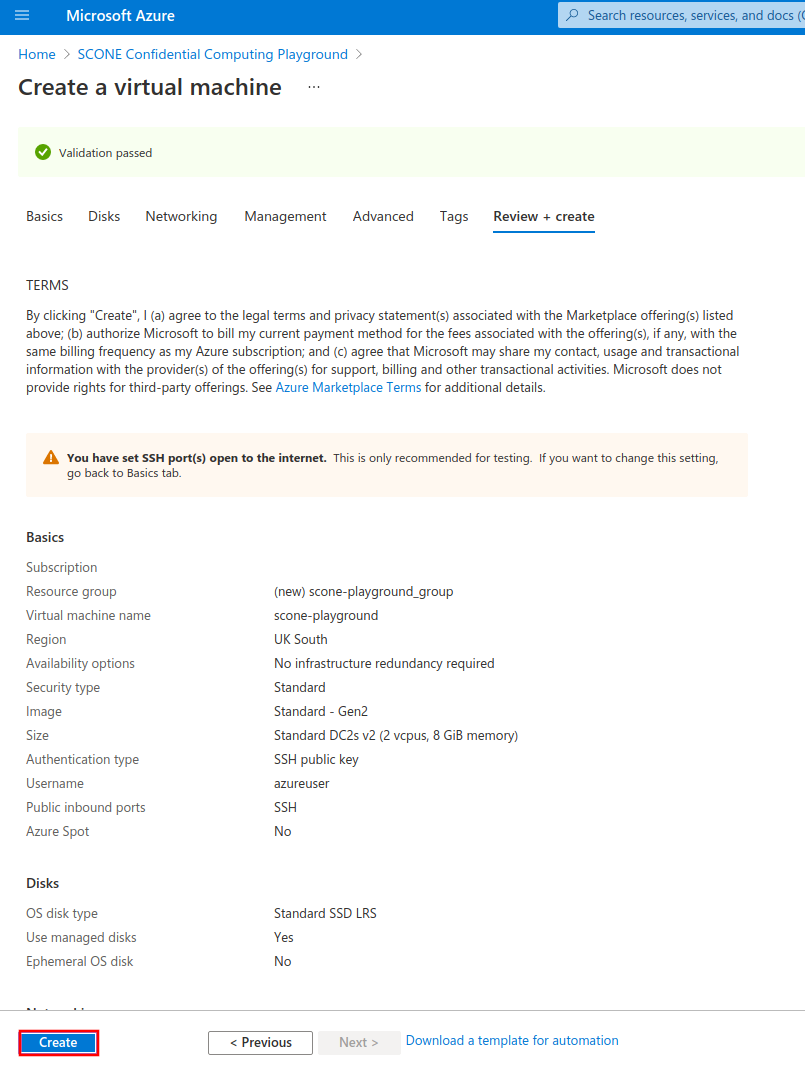 Microsoft Azure
Search resources, services, and docs (
Home > SCONE Confidential Computing Playground >
Create a virtual machine ...
Validation passed
Basics Disks Networking Management Advanced Tags Review + create
TERMS
By clicking "Create", I (a) agree to the legal terms and privacy statement(s) associated with the Marketplace offering(s) listed
above; (b) authorize Microsoft to bill my current payment method for the fees associated with the offering(s), if any, with the
same billing frequency as my Azure subscription; and (c) agree that Microsoft may share my contact, usage and transactional
information with the provider(s) of the offering(s) for support, billing and other transactional activities. Microsoft does not
provide rights for third-party offerings. See Azure Marketplace Terms for additional details.
You have set SSH port(s) open to the internet. This is only recommended for testing. If you want to change this setting,
go back to Basics tab.
Basics
Subscription
Resource group (new) scone-playground_group
Virtual machine name scone-playground
Region UK South
Availability options No infrastructure redundancy required
Security type Standard
Image Standard - Gen2
Size Standard DC2s v2 (2 vcpus, 8 GiB memory)
Authentication type SSH public key
Username azureuser
Public inbound ports SSH
Azure Spot No
Disks
OS disk type Standard SSD LRS
Use managed disks Yes
Ephemeral OS disk No
Create < Previous Next > Download a template for automation